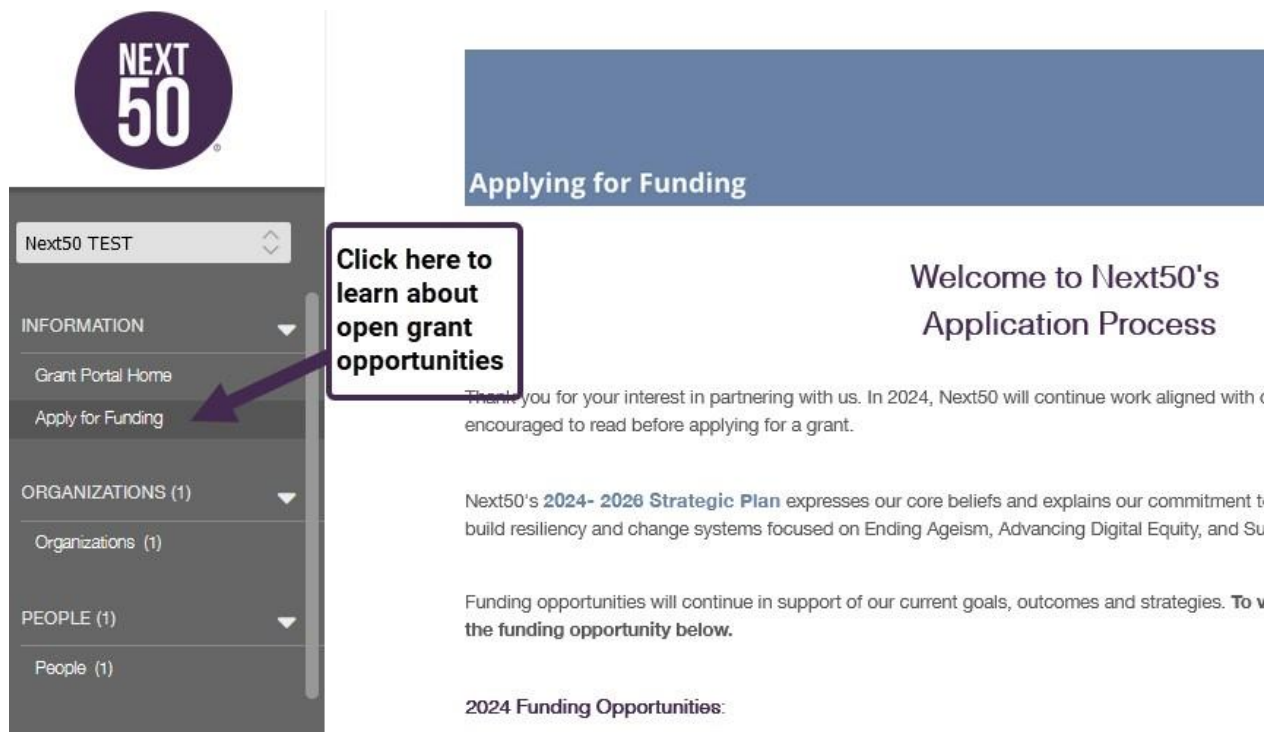 NEXT
50
Next50 TEST
INFORMATION
Grant Portal Home
Apply for Funding
ORGANIZATIONS (1)
Organizations (1)
PEOPLE (1)
People (1)
Click here to
learn about
open grant
opportunities
Applying for Funding
Welcome to Next50's
Application Process
Thank you for your interest in partnering with us. In 2024, Next50 will continue work aligned with
encouraged to read before applying for a grant.
Next50's 2024- 2026 Strategic Plan expresses our core beliefs and explains our commitment
build resiliency and change systems focused on Ending Ageism, Advancing Digital Equity, and
Funding opportunities will continue in support of our current goals, outcomes and strategies. To
the funding opportunity below.
2024 Funding Opportunities: